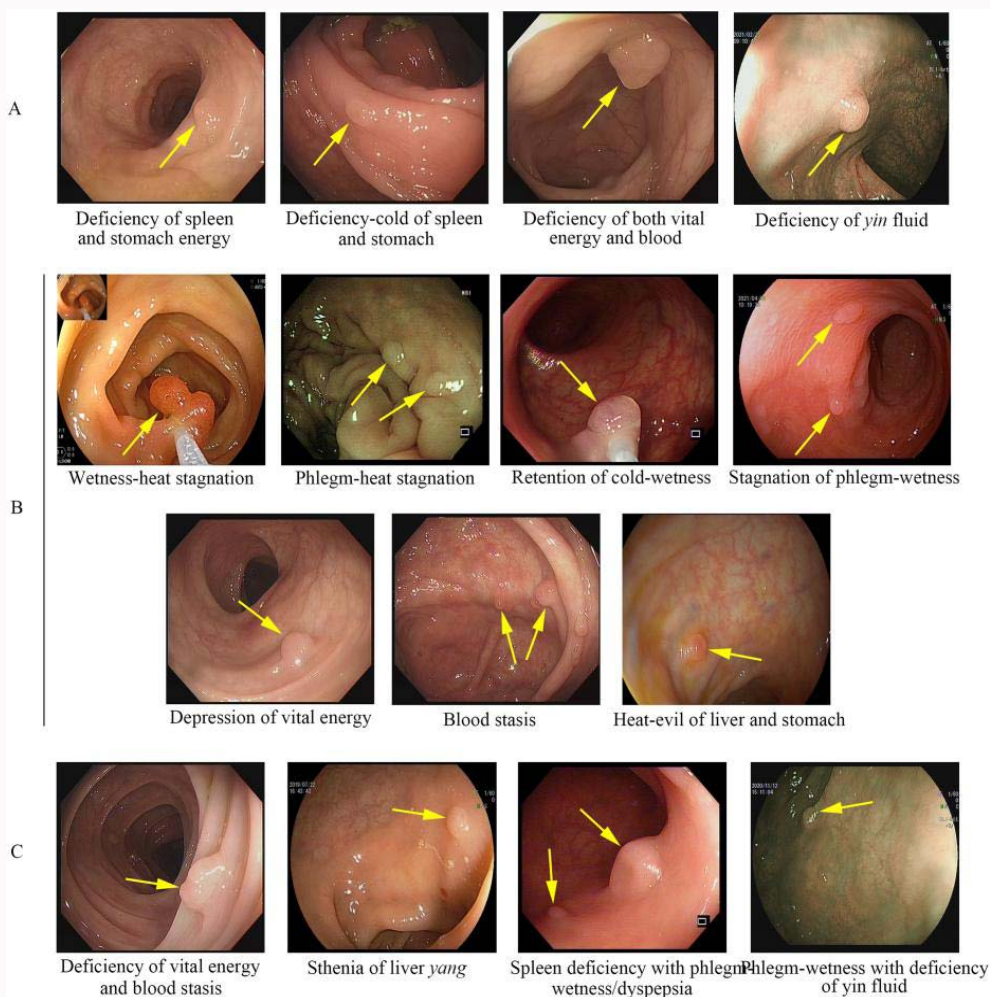 A
Deficiency of spleen
and stomach energy
Deficiency-cold of spleen
and stomach
Deficiency of both vital
energy and blood
Deficiency of yin fluid
B
Wetness-heat stagnation
Phlegm-heat stagnation
Retention of cold-wetness
Stagnation of phlegm-wetness
Depression of vital energy
Blood stasis
Heat-evil of liver and stomach
C
Deficiency of vital energy
and blood stasis
Sthenia of liver yang
Spleen deficiency with phlegm-
wetness/dyspepsia
Phlegm-wetness with deficiency
of yin fluid